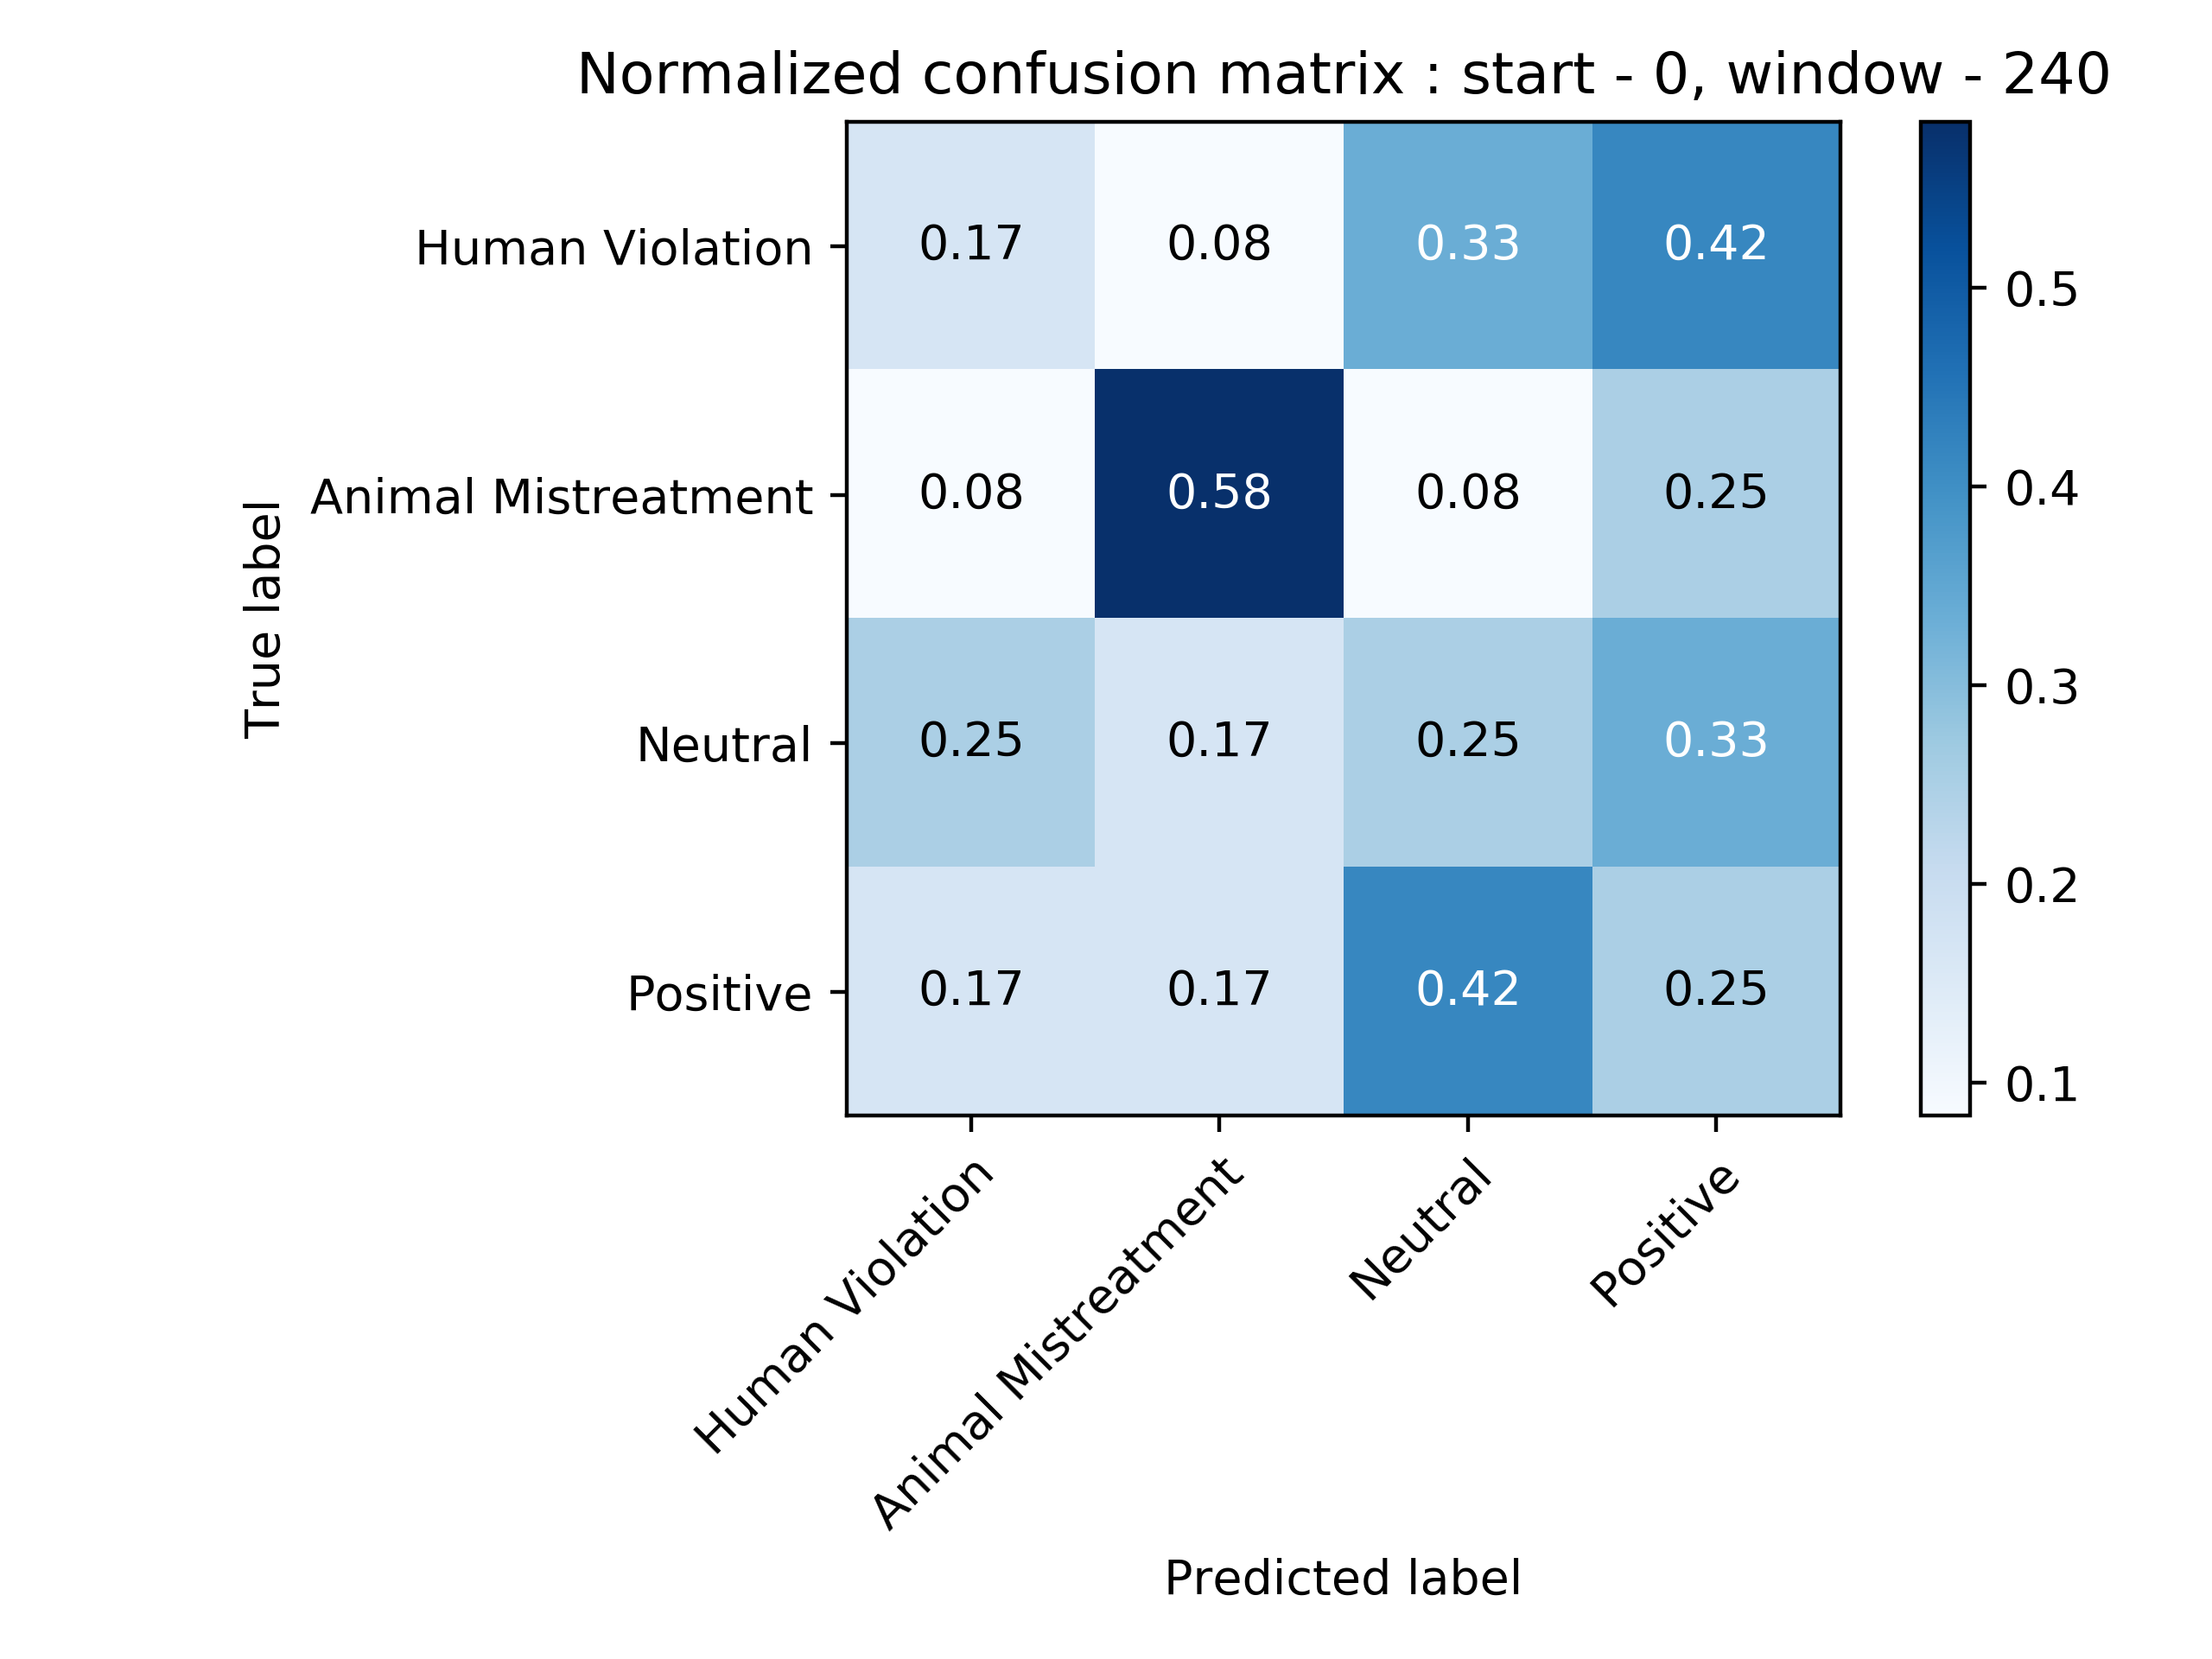 Normalized confusion matrix : start - 0, window - 240
True label
Human Violation
0.17 0.08 0.33 0.42
Animal Mistreatment
0.08 0.58 0.08 0.25
Neutral
0.25 0.17 0.25 0.33
Positive
0.17 0.17 0.42 0.25
Human Violation
Animal Mistreatment
Neutral
Positive
Predicted label
0.5
0.4
0.3
0.2
0.1